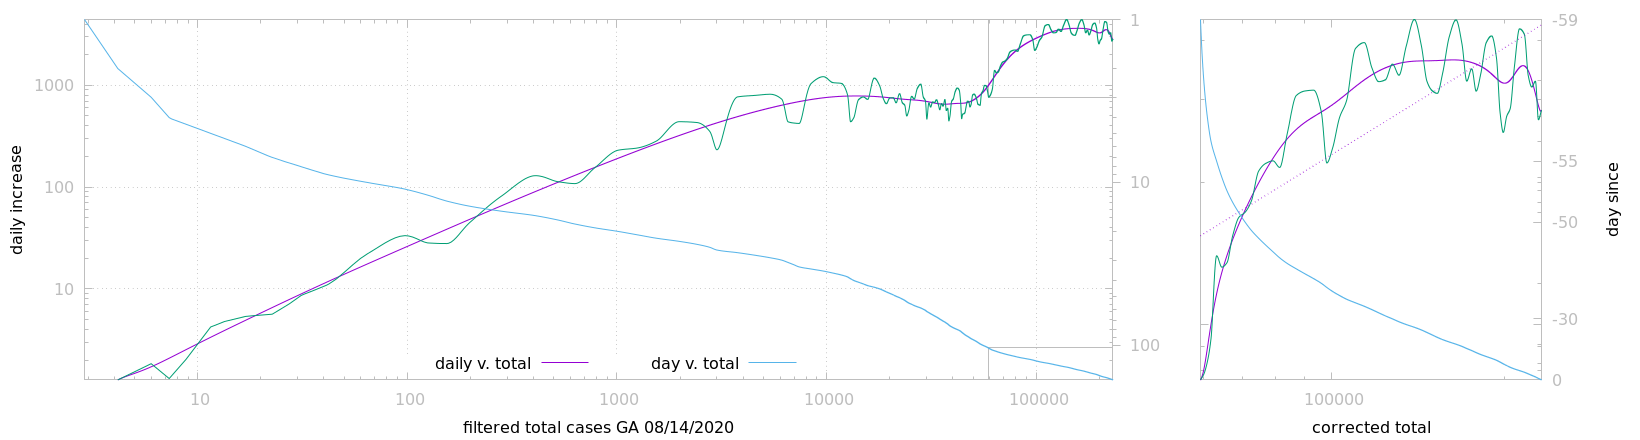 1
-59
1000
daily increase
-55
100
10
day since
-50
10
-30
daily v. total
day v. total
100
0
10
100
1000
10000
100000
100000
filtered total cases GA 08/14/2020
corrected total